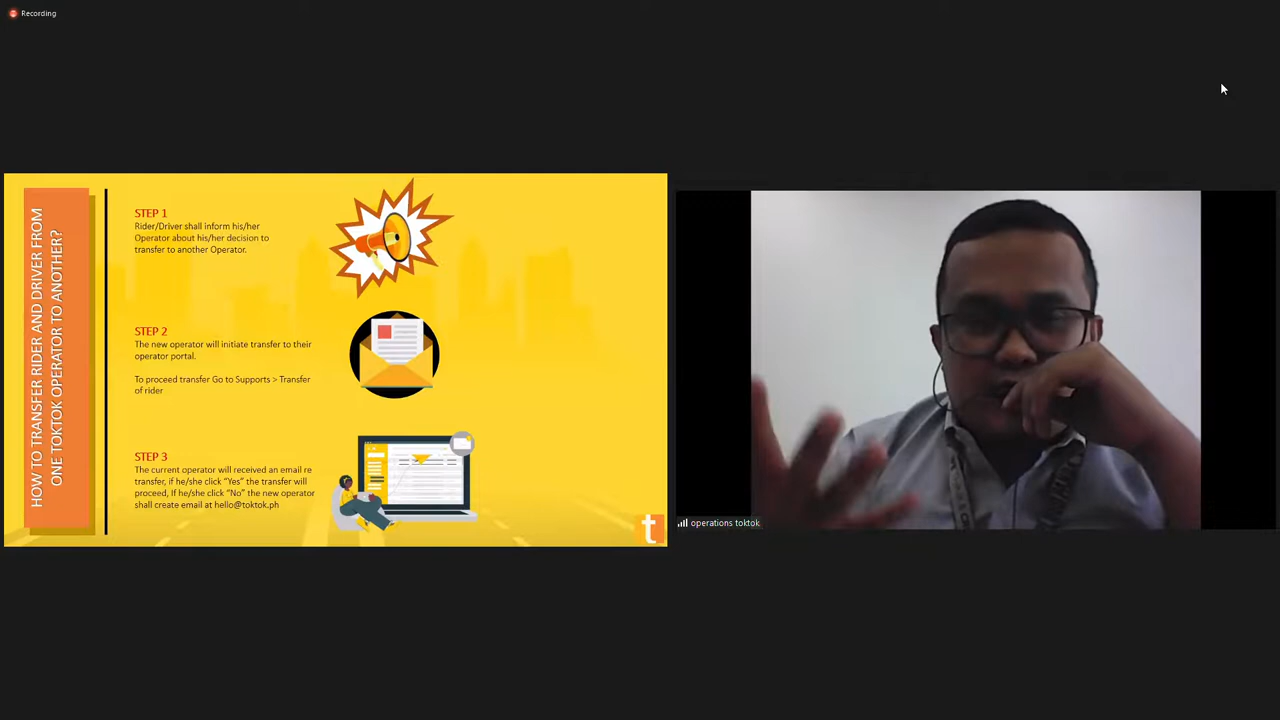 Recording
HOW TO TRANSFER RIDER AND DRIVER FROM
ONE TOKTOK OPERATOR TO ANOTHER?
STEP 1
Rider/Driver shall inform his/her
Operator about his/her decision to
transfer to another Operator.
STEP 2
The new operator will initiate transfer to their
operator portal.
To proceed transfer Go to Supports > Transfer
of rider
STEP 3
The current operator will received an email re
transfer, if he/she click “Yes” the transfer will
proceed, If he/she click “No” the new operator
shall create email at hello@toktok.ph
t
operations toktok